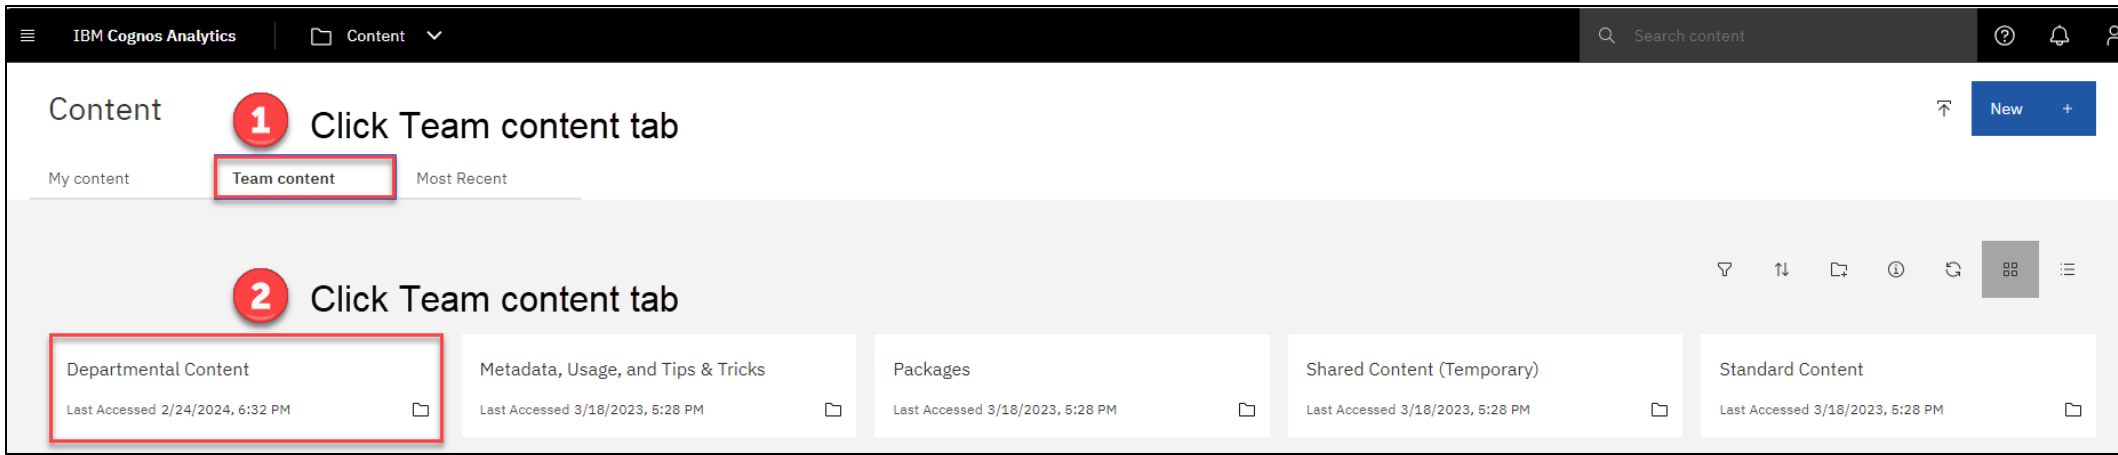 IBM Cognos Analytics
Content
Search content
Content
1 Click Team content tab
New +
My content
Team content
Most Recent
2 Click Team content tab
Departmental Content
Last Accessed 2/24/2024, 6:32 PM
Metadata, Usage, and Tips & Tricks
Last Accessed 3/18/2023, 5:28 PM
Packages
Last Accessed 3/18/2023, 5:28 PM
Shared Content (Temporary)
Last Accessed 3/18/2023, 5:28 PM
Standard Content
Last Accessed 3/18/2023, 5:28 PM